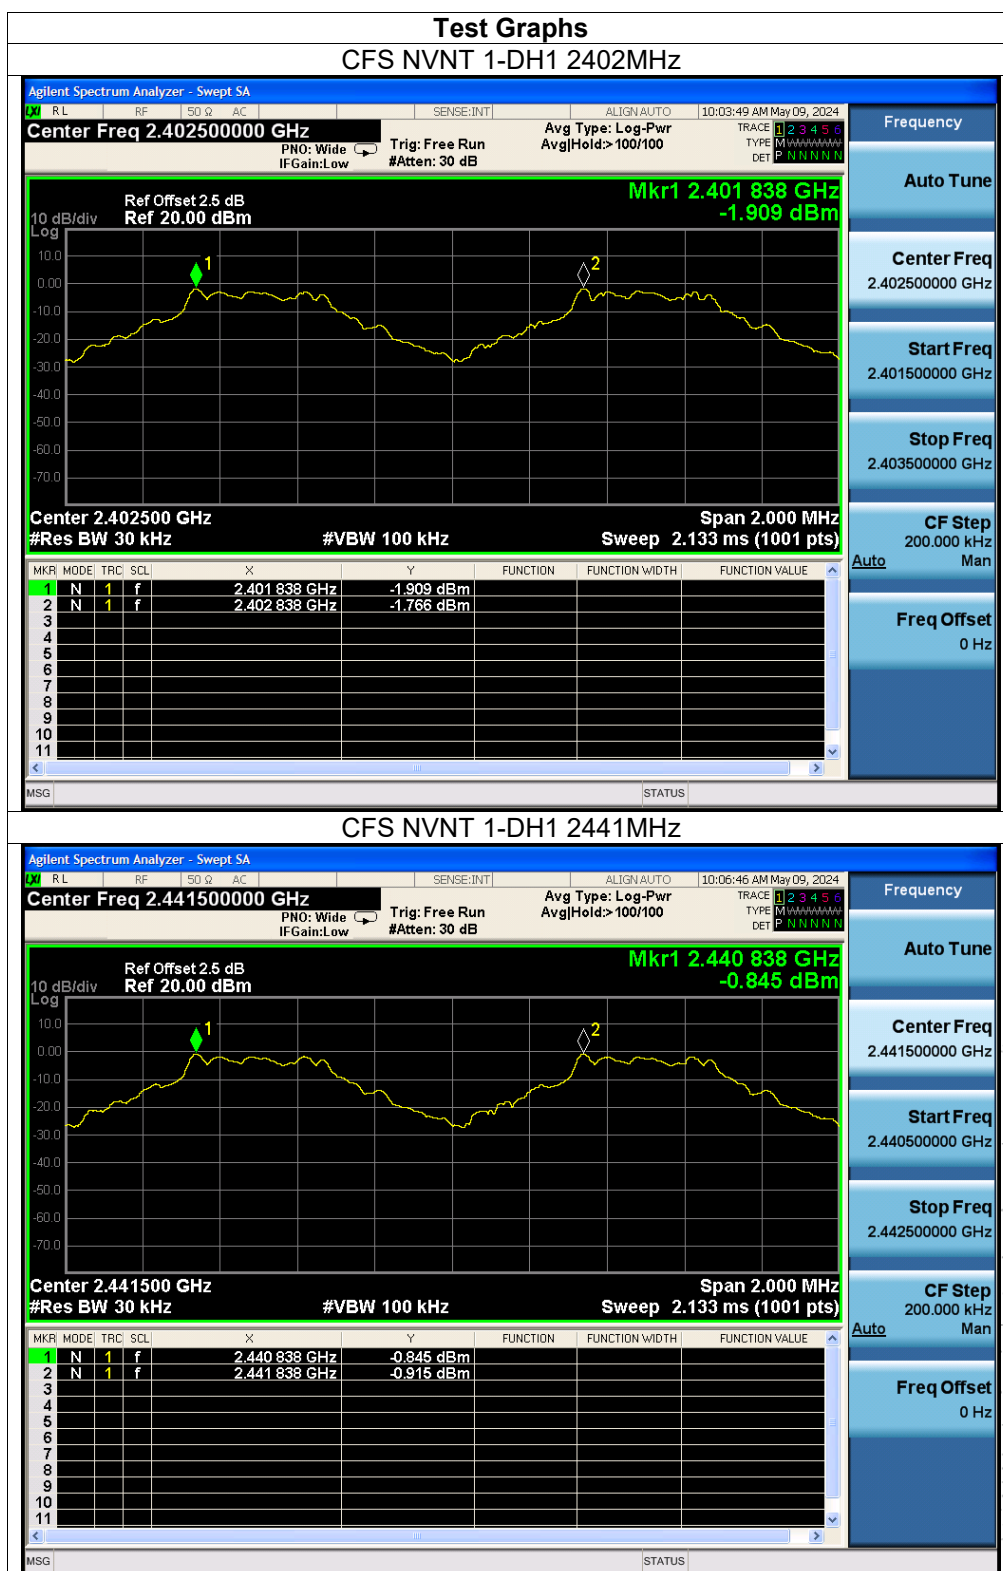 Test Graphs
CFS NVNT 1-DH1 2402MHz
Agilent Spectrum Analyzer - Swept SA
LXI RL RF 50 Ω AC SENSE:INT ALIGN AUTO 10:03:49 AM May 09, 2024
Center Freq 2.402500000 GHz
PNO: Wide
IFGain:Low
Trig: Free Run
#Atten: 30 dB
Avg Type: Log-Pwr
Avg|Hold:>100/100
TRACE 1 2 3 4 5 6
TYPE M
DET P N N N N N
Frequency
Auto Tune
Center Freq
2.402500000 GHz
Start Freq
2.401500000 GHz
Stop Freq
2.403500000 GHz
CF Step
200.000 kHz
Auto Man
Freq Offset
0 Hz
Mkr1 2.401 838 GHz
-1.909 dBm
Ref Offset 2.5 dB
10 dB/div Ref 20.00 dBm
Log
10.0
0.00
-10.0
-20.0
-30.0
-40.0
-50.0
-60.0
-70.0
1
2
Center 2.402500 GHz Span 2.000 MHz
#Res BW 30 kHz #VBW 100 kHz Sweep 2.133 ms (1001 pts)
MKR MODE TRC SCL X Y FUNCTION FUNCTION WIDTH FUNCTION VALUE
1 N 1 f 2.401 838 GHz -1.909 dBm
2 N 1 f 2.402 838 GHz -1.766 dBm
3
4
5
6
7
8
9
10
11
MSG STATUS
CFS NVNT 1-DH1 2441MHz
Agilent Spectrum Analyzer - Swept SA
LXI RL RF 50 Ω AC SENSE:INT ALIGN AUTO 10:06:46 AM May 09, 2024
Center Freq 2.441500000 GHz
PNO: Wide
IFGain:Low
Trig: Free Run
#Atten: 30 dB
Avg Type: Log-Pwr
Avg|Hold:>100/100
TRACE 1 2 3 4 5 6
TYPE M
DET P N N N N N
Frequency
Auto Tune
Center Freq
2.441500000 GHz
Start Freq
2.440500000 GHz
Stop Freq
2.442500000 GHz
CF Step
200.000 kHz
Auto Man
Freq Offset
0 Hz
Mkr1 2.440 838 GHz
-0.845 dBm
Ref Offset 2.5 dB
10 dB/div Ref 20.00 dBm
Log
10.0
0.00
-10.0
-20.0
-30.0
-40.0
-50.0
-60.0
-70.0
1
2
Center 2.441500 GHz Span 2.000 MHz
#Res BW 30 kHz #VBW 100 kHz Sweep 2.133 ms (1001 pts)
MKR MODE TRC SCL X Y FUNCTION FUNCTION WIDTH FUNCTION VALUE
1 N 1 f 2.440 838 GHz -0.845 dBm
2 N 1 f 2.441 838 GHz -0.915 dBm
3
4
5
6
7
8
9
10
11
MSG STATUS